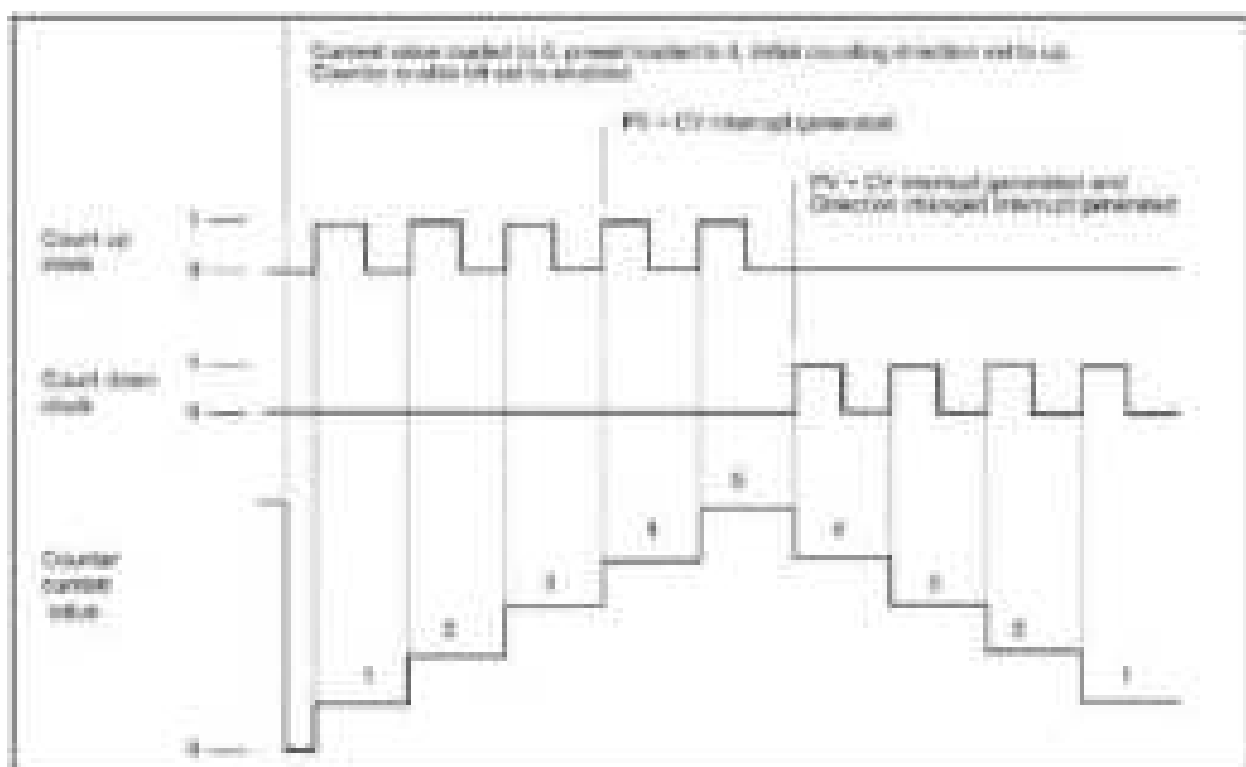 Current value loaded to 0, preset loaded to 4, initial counting direction set to up.
Counter enable bit set to enabled.
PV = CV interrupt generated
PV = CV interrupt generated and
Direction changed interrupt generated
Count up
clock
1
0
Count down
clock
1
0
Counter
current
value
0
1
2
3
4
5
4
3
2
1